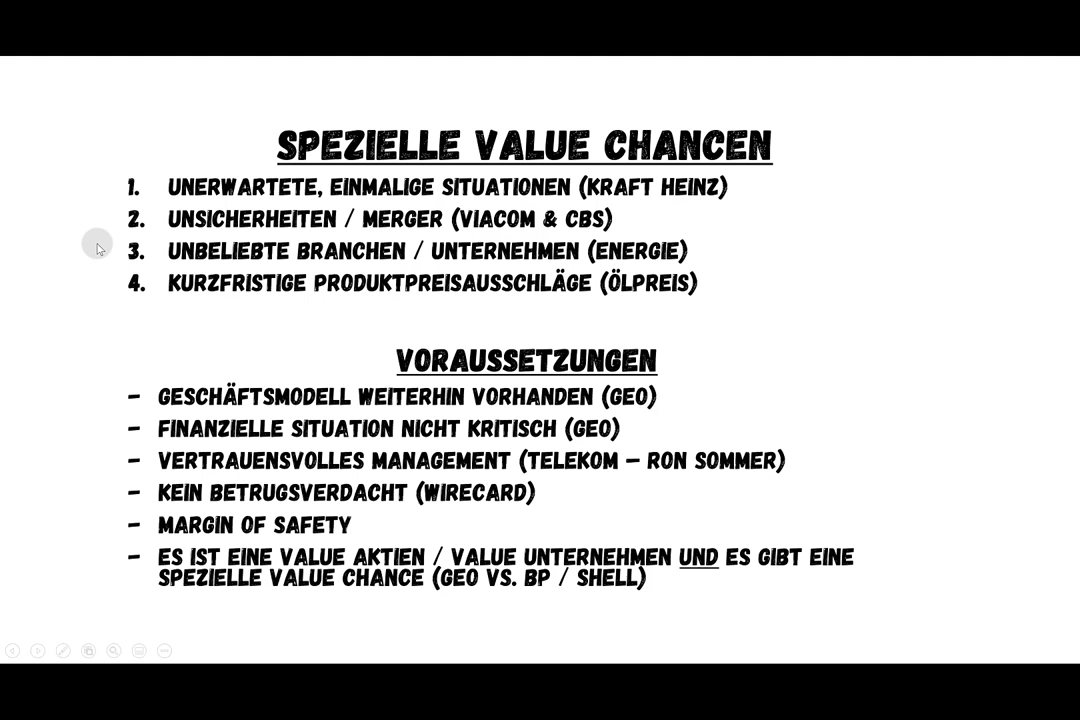 SPEZIELLE VALUE CHANCEN
1. UNERWARTETE, EINMALIGE SITUATIONEN (KRAFT HEINZ)
2. UNSICHERHEITEN / MERGER (VIACOM & CBS)
3. UNBELIEBTE BRANCHEN / UNTERNEHMEN (ENERGIE)
4. KURZFRISTIGE PRODUKTPREISAUSSCHLÄGE (ÖLPREIS)
VORAUSSETZUNGEN
- GESCHÄFTSMODELL WEITERHIN VORHANDEN (GEO)
- FINANZIELLE SITUATION NICHT KRITISCH (GEO)
- VERTRAUENSVOLLES MANAGEMENT (TELEKOM – RON SOMMER)
- KEIN BETRUGSVERDACHT (WIRECARD)
- MARGIN OF SAFETY
- ES IST EINE VALUE AKTIEN / VALUE UNTERNEHMEN UND ES GIBT EINE
SPEZIELLE VALUE CHANCE (GEO VS. BP / SHELL)